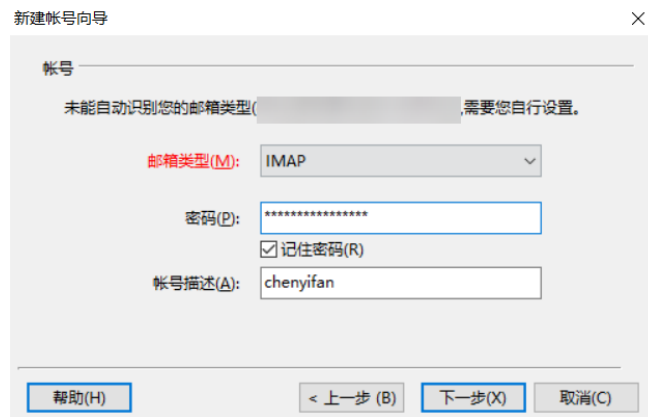 新建帐号向导
帐号
未能自动识别您的邮箱类型( ,需要您自行设置。
邮箱类型(M): IMAP
密码(P): ****************
记住密码(R)
帐号描述(A): chenyifan
帮助(H) < 上一步 (B) 下一步(X) 取消(C)